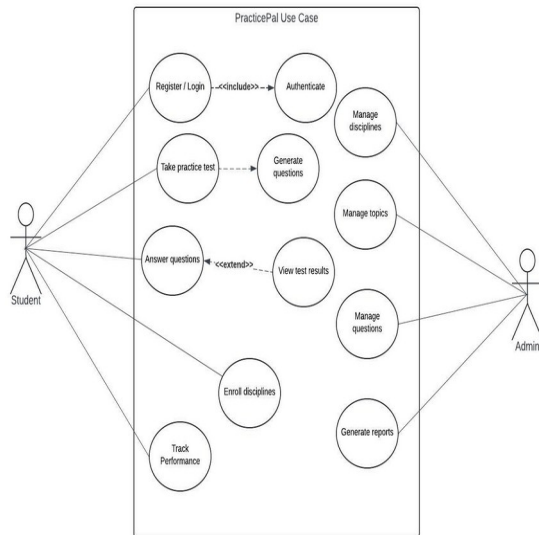 PracticePal Use Case
Register / Login
<<include>>
Authenticate
Manage
disciplines
Take practice test
Generate
questions
Manage topics
Answer questions
<<extend>>
View test results
Student
Manage
questions
Admin
Enroll disciplines
Generate reports
Track
Performance